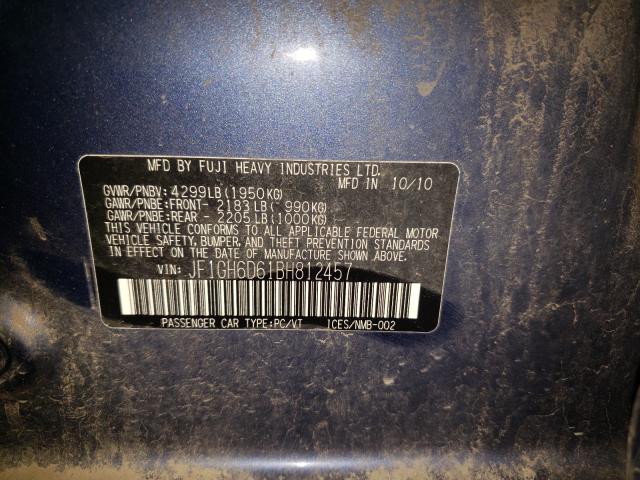 MFD BY FUJI HEAVY INDUSTRIES LTD.
MFD IN 10/10
GVWR/PNBV: 4299LB(1950KG)
GAWR/PNBE:FRONT- 2183LB( 990KG)
GAWR/PNBE:REAR - 2205LB(1000KG)
THIS VEHICLE CONFORMS TO ALL APPLICABLE FEDERAL MOTOR
VEHICLE SAFETY, BUMPER, AND THEFT PREVENTION STANDARDS
IN EFFECT ON THE DATE OF MANUFACTURE SHOWN ABOVE.
VIN: JF1GH6D61BH812457
PASSENGER CAR TYPE:PC/VT ICES/NMB-002